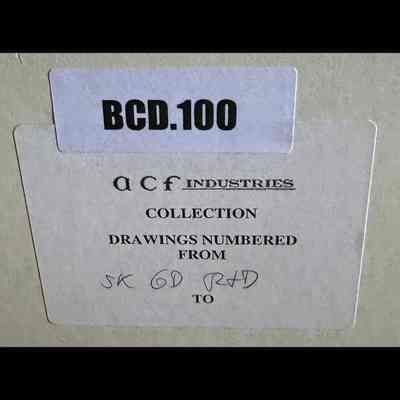 BCD.100
acf INDUSTRIES
COLLECTION
DRAWINGS NUMBERED
FROM
SK 6D R+D
TO